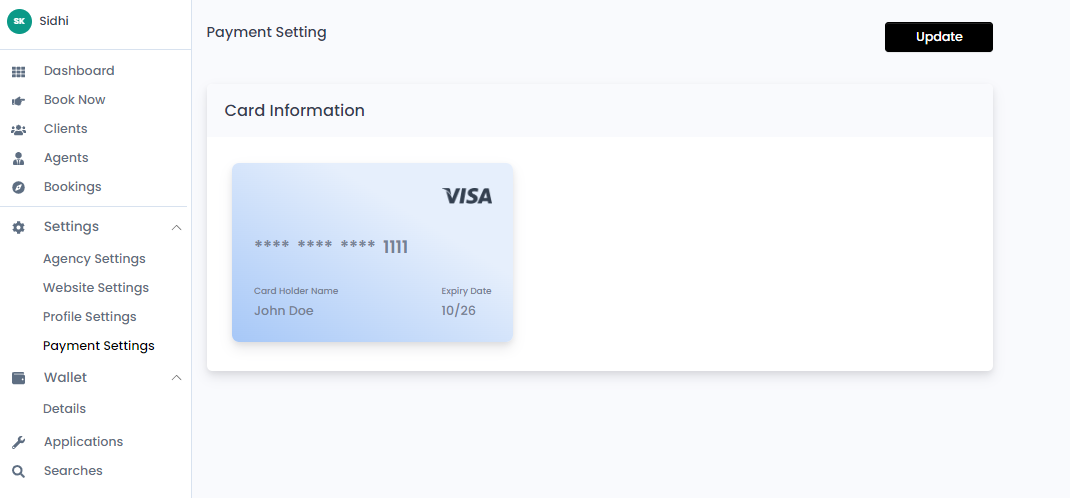 SK Sidhi
Dashboard
Book Now
Clients
Agents
Bookings
Settings
Agency Settings
Website Settings
Profile Settings
Payment Settings
Wallet
Details
Applications
Searches
Payment Setting
Update
Card Information
VISA
**** **** **** 1111
Card Holder Name Expiry Date
John Doe 10/26